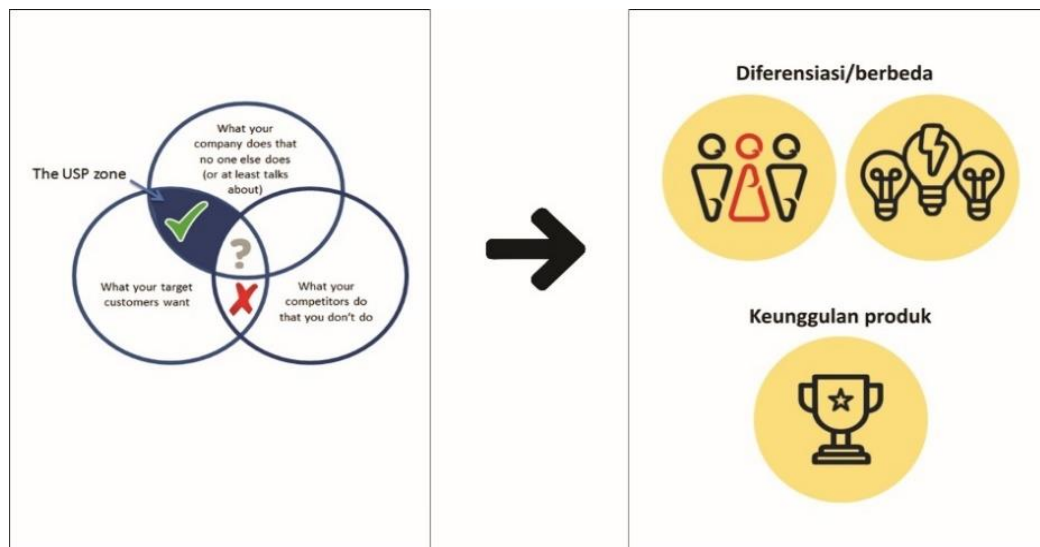 What your
company does that
no one else does
(or at least talks
about)
The USP zone
?
What your target
customers want
What your
competitors do
that you don't do
Diferensiasi/berbeda
Keunggulan produk